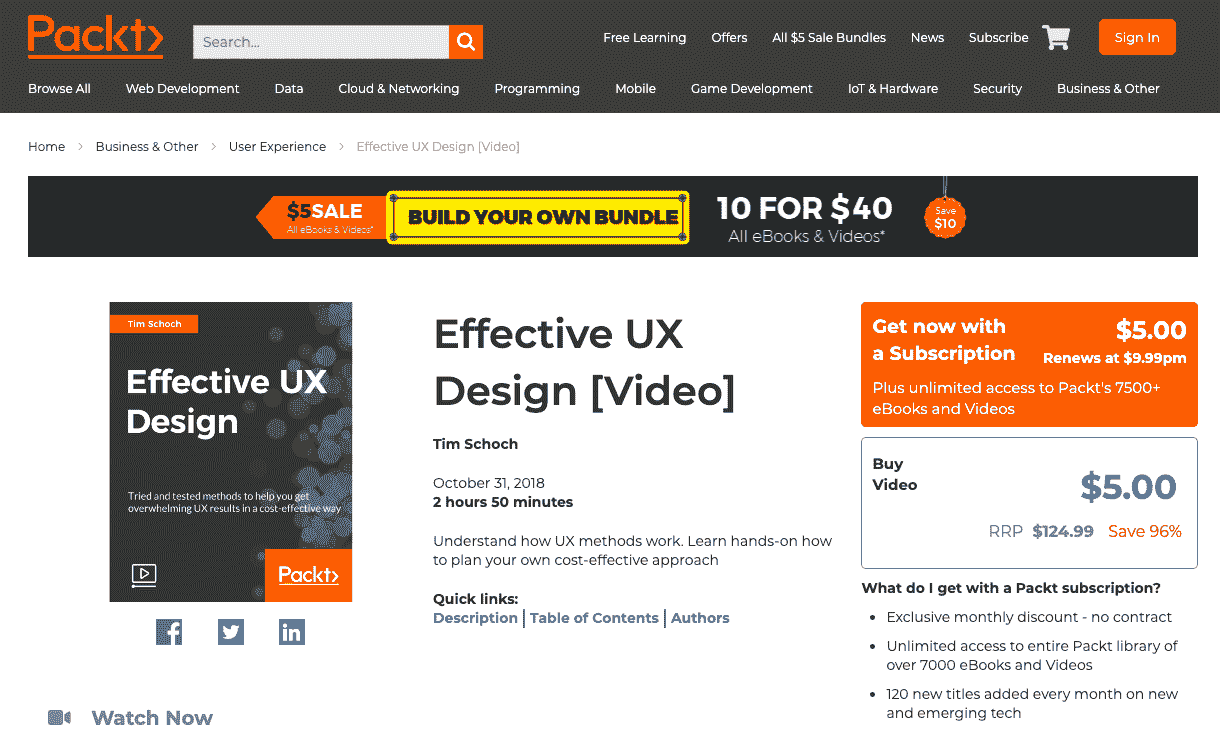 Packt>
Search...
Free Learning
Offers
All $5 Sale Bundles
News
Subscribe
Sign In
Browse All
Web Development
Data
Cloud & Networking
Programming
Mobile
Game Development
IoT & Hardware
Security
Business & Other
Home > Business & Other > User Experience > Effective UX Design [Video]
$5SALE
All eBooks & Videos*
BUILD YOUR OWN BUNDLE
10 FOR $40
All eBooks & Videos*
Save
$10
Tim Schoch
Effective UX
Design
Tried and tested methods to help you get
overwhelming UX results in a cost-effective way
Packt>
Effective UX
Design [Video]
Tim Schoch
October 31, 2018
2 hours 50 minutes
Understand how UX methods work. Learn hands-on how
to plan your own cost-effective approach
Quick links:
Description | Table of Contents | Authors
Watch Now
Get now with
a Subscription
$5.00
Renews at $9.99pm
Plus unlimited access to Packt's 7500+
eBooks and Videos
Buy
Video
$5.00
RRP $124.99 Save 96%
What do I get with a Packt subscription?
• Exclusive monthly discount - no contract
• Unlimited access to entire Packt library of
over 7000 eBooks and Videos
• 120 new titles added every month on new
and emerging tech